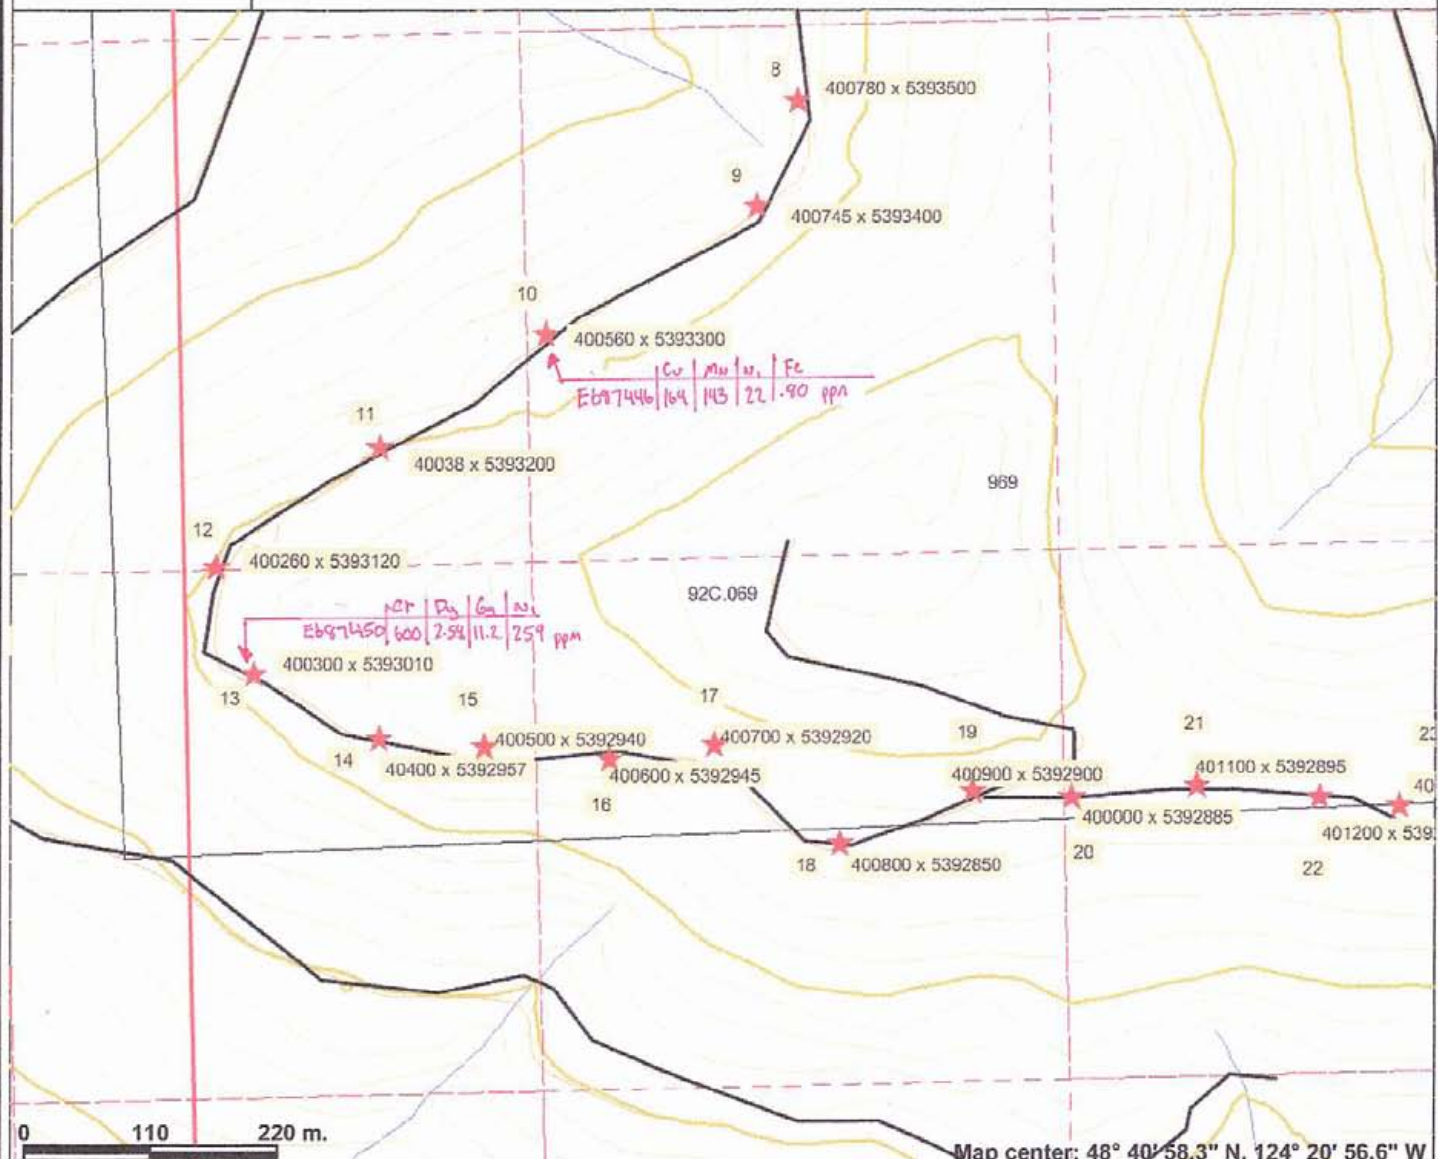 8
400780 x 5393500
9
400745 x 5393400
10
400560 x 5393300
Cu | Mn | Ni | Fe
E687446 | 164 | 143 | 22 | .90 ppm
11
40038 x 5393200
969
12
400260 x 5393120
92C.069
Cr | Dy | Ga | Ni
E687450 | 600 | 2.54 | 11.2 | 259 ppm
400300 x 5393010
13
15
17
14
40400 x 5392957
400500 x 5392940
400600 x 5392945
16
400700 x 5392920
19
21
23
400900 x 5392900
401100 x 5392895
40
400000 x 5392885
401200 x 539
18
400800 x 5392850
20
22
0 110 220 m.
Map center: 48° 40' 58.3" N, 124° 20' 56.6" W